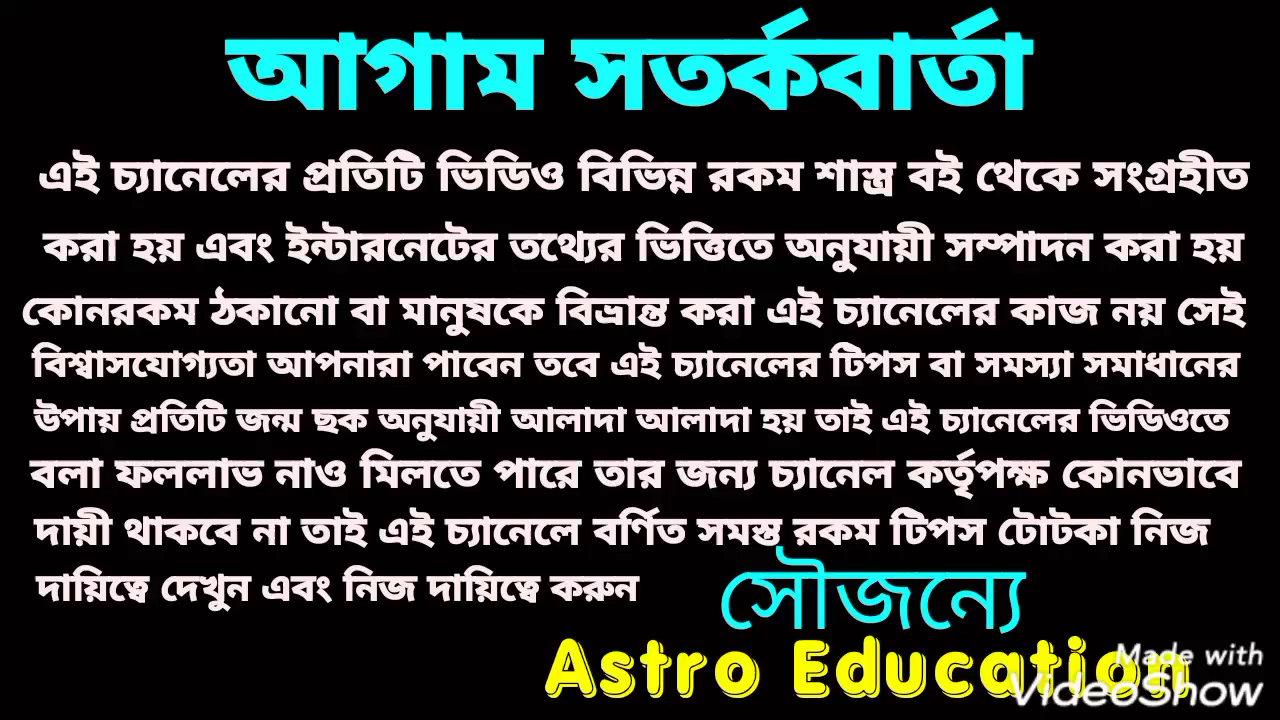 আগাম সতর্কবার্তা
এই চ্যানেলের প্রতিটি ভিডিও বিভিন্ন রকম শাস্ত্র বই থেকে সংগ্রহীত
করা হয় এবং ইন্টারনেটের তথ্যের ভিত্তিতে অনুযায়ী সম্পাদন করা হয়
কোনরকম ঠকানো বা মানুষকে বিভ্রান্ত করা এই চ্যানেলের কাজ নয় সেই
বিশ্বাসযোগ্যতা আপনারা পাবেন তবে এই চ্যানেলের টিপস বা সমস্যা সমাধানের
উপায় প্রতিটি জন্ম ছক অনুযায়ী আলাদা আলাদা হয় তাই এই চ্যানেলের ভিডিওতে
বলা ফললাভ নাও মিলতে পারে তার জন্য চ্যানেল কর্তৃপক্ষ কোনভাবে
দায়ী থাকবে না তাই এই চ্যানেলে বর্ণিত সমস্ত রকম টিপস টোটকা নিজ
দায়িত্বে দেখুন এবং নিজ দায়িত্বে করুন
সৌজন্যে
Astro Education
Made with
VideoShow